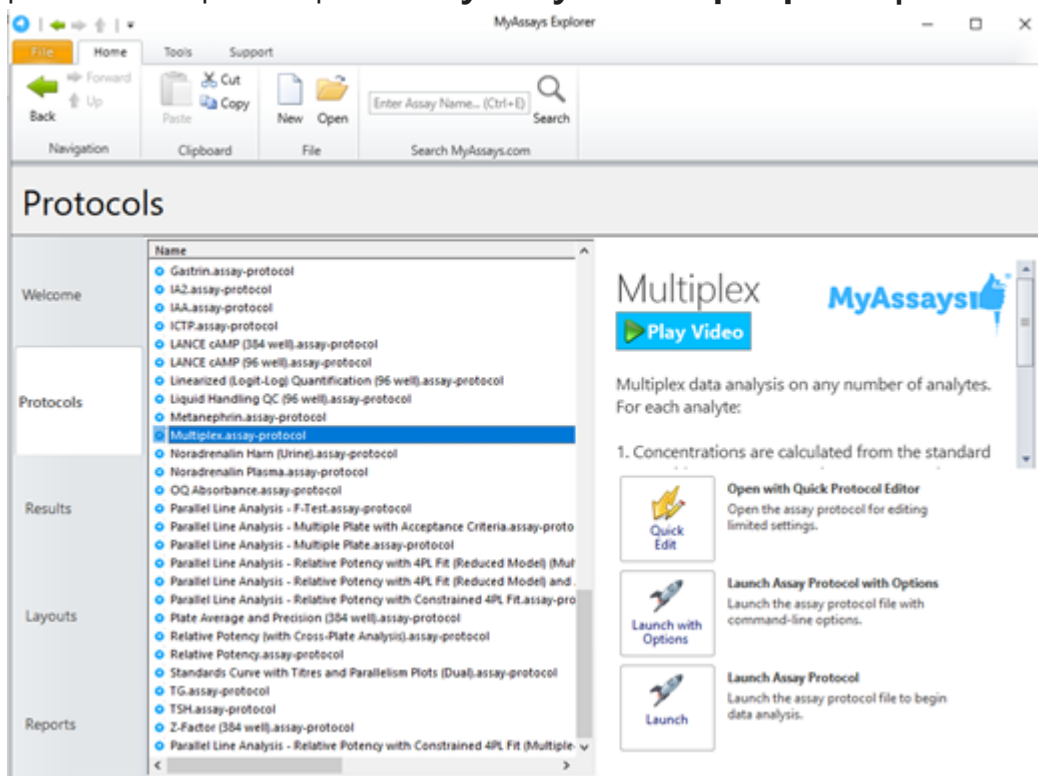 MyAssays Explorer
File Home Tools Support
Back
Forward
Up
Navigation
Paste
Cut
Copy
Clipboard
New Open
File
Enter Assay Name... (Ctrl+E)
Search
Search MyAssays.com
Protocols
Welcome
Protocols
Results
Layouts
Reports
Name
Gastrin.assay-protocol
IA2.assay-protocol
IAA.assay-protocol
ICTP.assay-protocol
LANCE cAMP (384 well).assay-protocol
LANCE cAMP (96 well).assay-protocol
Linearized (Logit-Log) Quantification (96 well).assay-protocol
Liquid Handling QC (96 well).assay-protocol
Metanephrin.assay-protocol
Multiplex.assay-protocol
Noradrenalin Harn (Urine).assay-protocol
Noradrenalin Plasma.assay-protocol
OQ Absorbance.assay-protocol
Parallel Line Analysis - F-Test.assay-protocol
Parallel Line Analysis - Multiple Plate with Acceptance Criteria.assay-proto
Parallel Line Analysis - Multiple Plate.assay-protocol
Parallel Line Analysis - Relative Potency with 4PL Fit (Reduced Model) (Mul
Parallel Line Analysis - Relative Potency with 4PL Fit (Reduced Model) and
Parallel Line Analysis - Relative Potency with Constrained 4PL Fit.assay-pro
Plate Average and Precision (384 well).assay-protocol
Relative Potency (with Cross-Plate Analysis).assay-protocol
Relative Potency.assay-protocol
Standards Curve with Titres and Parallelism Plots (Dual).assay-protocol
TG.assay-protocol
TSH.assay-protocol
Z-Factor (384 well).assay-protocol
Parallel Line Analysis - Relative Potency with Constrained 4PL Fit (Multiple-
Multiplex
MyAssays
Play Video
Multiplex data analysis on any number of analytes.
For each analyte:
1. Concentrations are calculated from the standard
Quick
Edit
Open with Quick Protocol Editor
Open the assay protocol for editing
limited settings.
Launch with
Options
Launch Assay Protocol with Options
Launch the assay protocol file with
command-line options.
Launch
Launch Assay Protocol
Launch the assay protocol file to begin
data analysis.